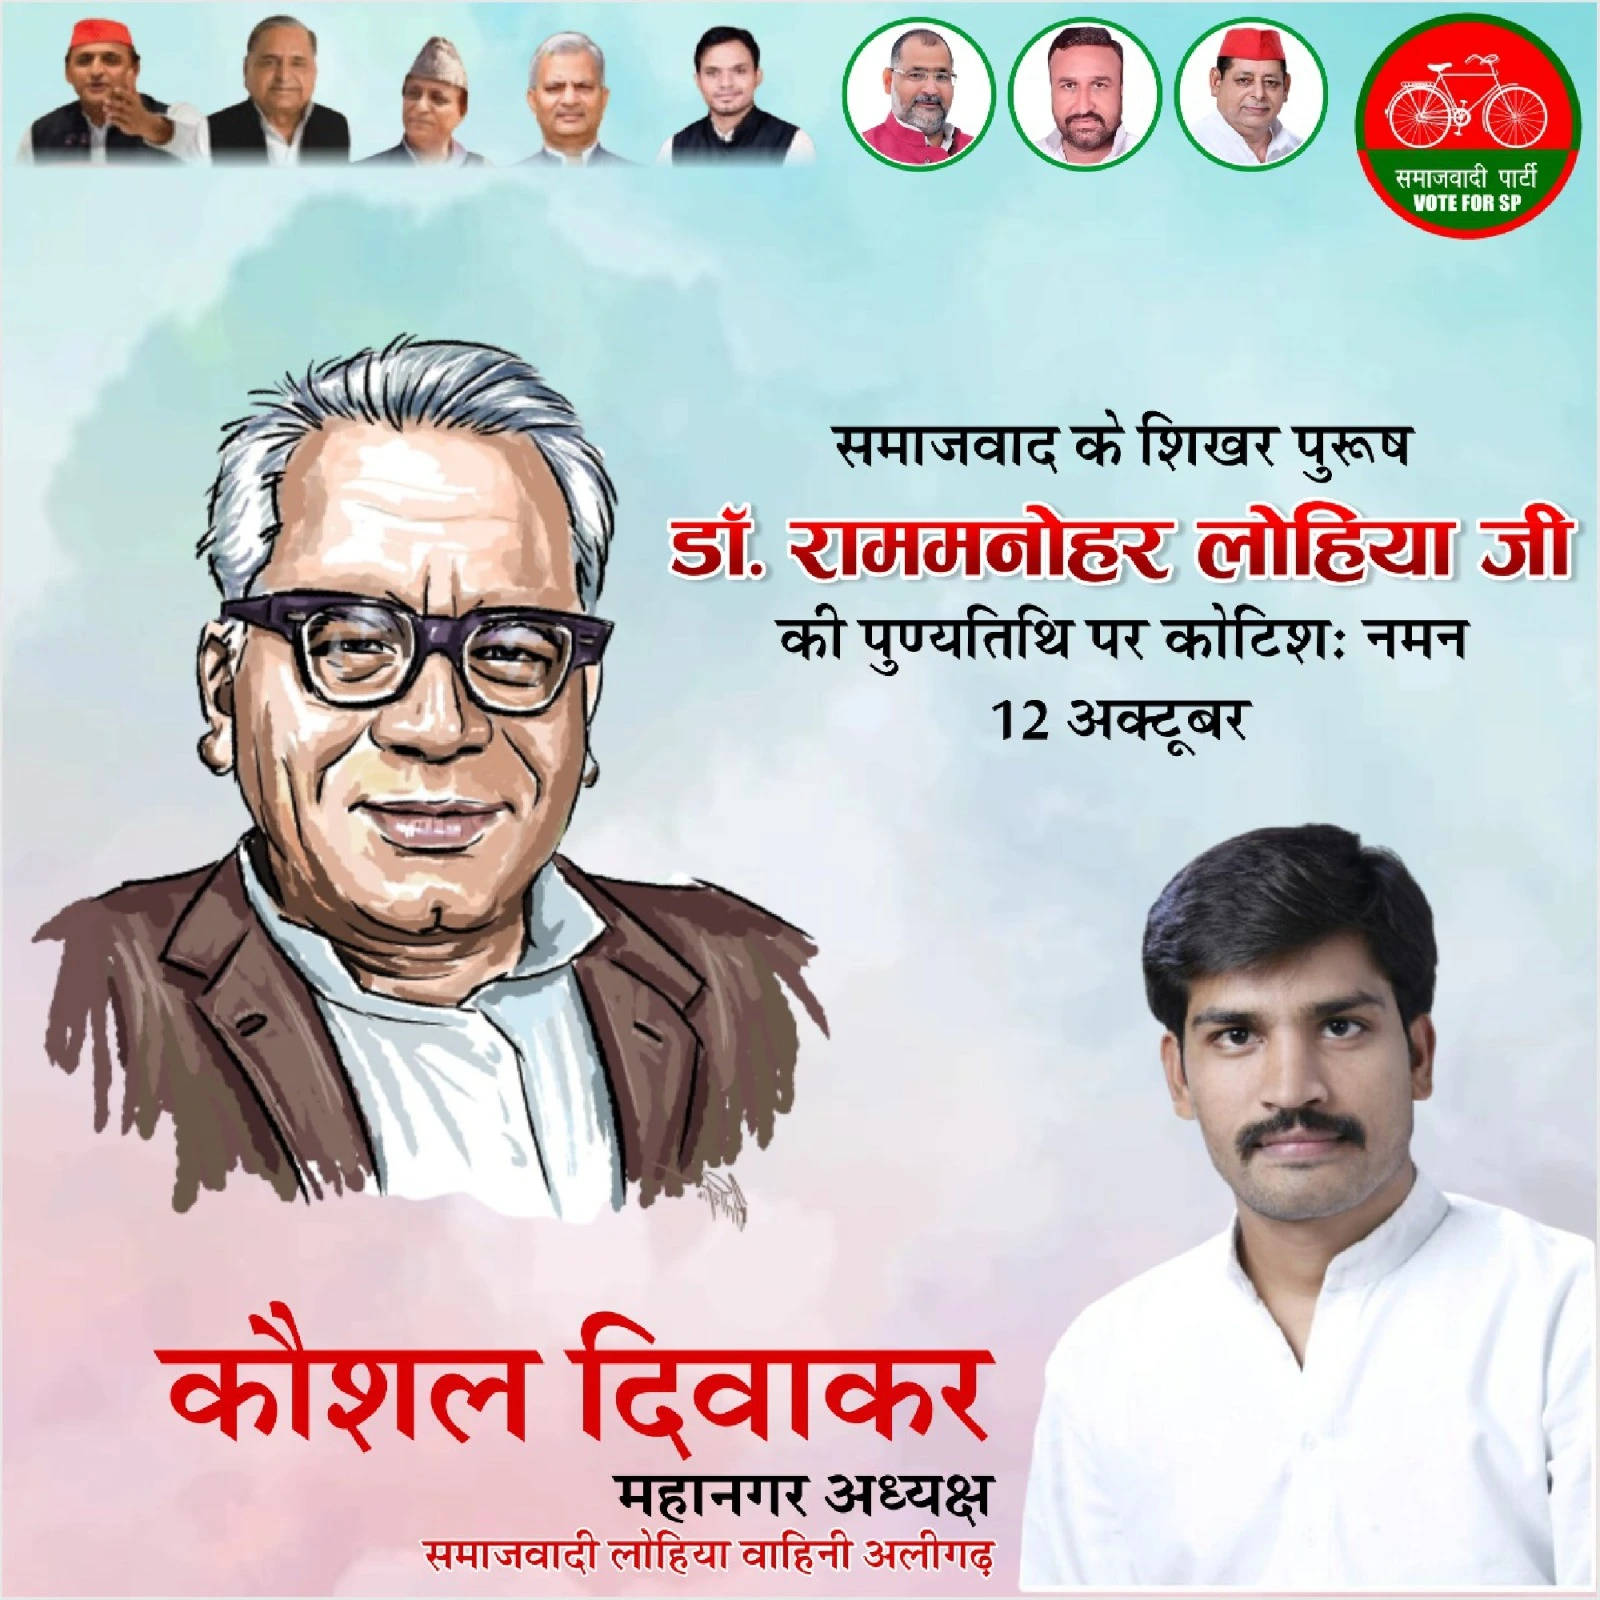 समाजवादी पार्टी
VOTE FOR SP
समाजवाद के शिखर पुरूष
डॉ. राममनोहर लोहिया जी
की पुण्यतिथि पर कोटिशः नमन
12 अक्टूबर
कौशल दिवाकर
महानगर अध्यक्ष
समाजवादी लोहिया वाहिनी अलीगढ़